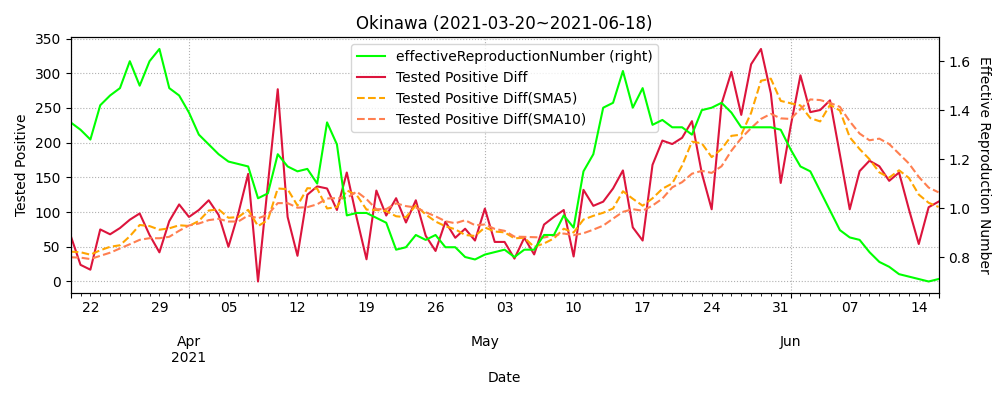 Okinawa (2021-03-20~2021-06-18)
effectiveReproductionNumber (right)
Tested Positive Diff
Tested Positive Diff(SMA5)
Tested Positive Diff(SMA10)
Tested Positive
350
300
250
200
150
100
50
0
1.6
1.4
1.2
1.0
0.8
Effective Reproduction Number
22 29 05 12 19 26 03 10 17 24 31 07 14
Apr May Jun
2021
Date